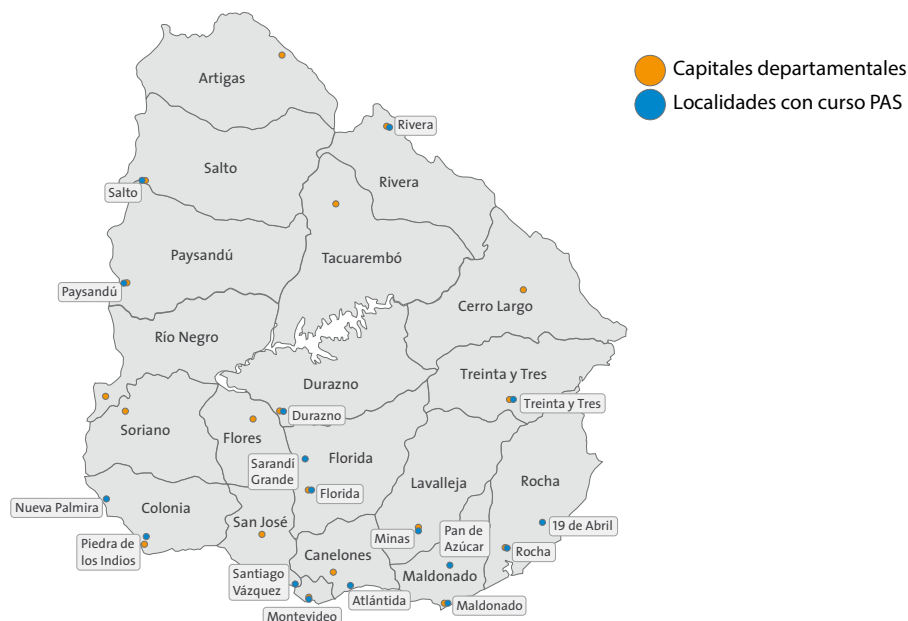 Capitales departamentales
Localidades con curso PAS
Artigas
Rivera
Salto
Rivera
Salto
Paysandú
Tacuarembó
Paysandú
Cerro Largo
Río Negro
Durazno
Treinta y Tres
Treinta y Tres
Durazno
Soriano
Flores
Sarandí
Grande
Florida
Lavalleja
Rocha
Florida
Nueva Palmira
Colonia
San José
19 de Abril
Minas
Pan de
Azúcar
Piedra de
los Indios
Canelones
Rocha
Santiago
Vázquez
Maldonado
Atlántida
Maldonado
Montevideo